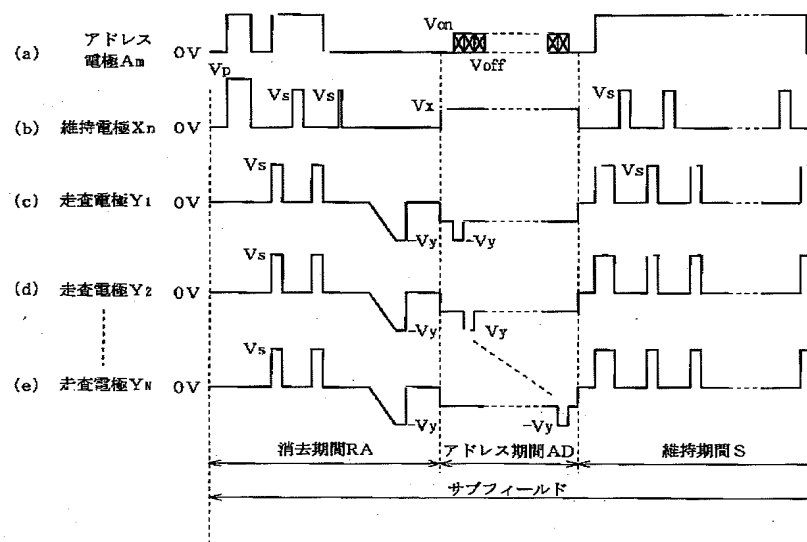 Von
アドレス
(a) 電極Am 0V
Voff
Vp
Vs Vs Vx Vs
(b) 維持電極Xn 0V
Vs Vs
(c) 走査電極Y1 0V
-Vy -Vy
Vs
(d) 走査電極Y2 0V
-Vy Vy
Vs
(e) 走査電極YN 0V
-Vy -Vy
消去期間RA アドレス期間AD 維持期間S
サブフィールド